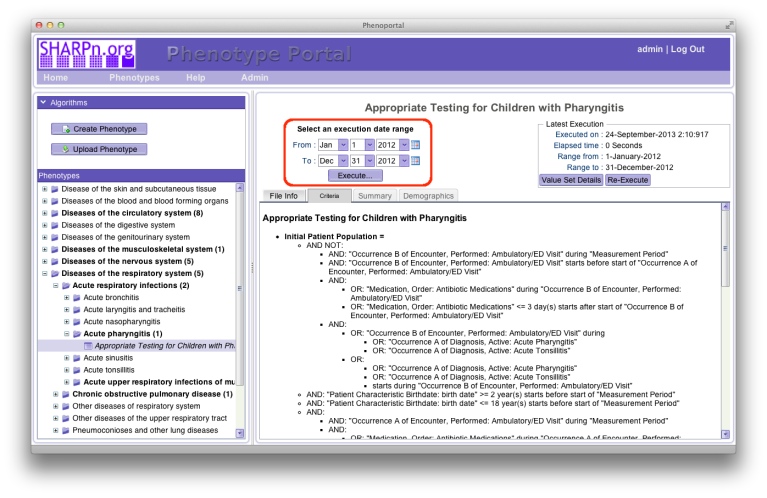 Phenoportal
SHARPn.org
Phenotype Portal
admin | Log Out
Home Phenotypes Help Admin
Algorithms
Create Phenotype
Upload Phenotype
Phenotypes
Disease of the skin and subcutaneous tissue
Diseases of the blood and blood forming organs
Diseases of the circulatory system (8)
Diseases of the digestive system
Diseases of the genitourinary system
Diseases of the musculoskeletal system (1)
Diseases of the nervous system (5)
Diseases of the respiratory system (5)
Acute respiratory infections (2)
Acute bronchitis
Acute laryngitis and tracheitis
Acute nasopharyngitis
Acute pharyngitis (1)
Appropriate Testing for Children with Pha
Acute sinusitis
Acute tonsillitis
Acute upper respiratory infections of mu
Chronic obstructive pulmonary disease (1)
Other diseases of respiratory system
Other diseases of the upper respiratory tract
Pneumoconioses and other lung diseases
Appropriate Testing for Children with Pharyngitis
Select an execution date range
From : Jan 1 2012
To : Dec 31 2012
Execute...
Latest Execution
Executed on : 24-September-2013 2:10:917
Elapsed time : 0 Seconds
Range from : 1-January-2012
Range to : 31-December-2012
Value Set Details Re-Execute
File Info Criteria Summary Demographics
Appropriate Testing for Children with Pharyngitis
Initial Patient Population =
AND NOT:
AND: "Occurrence B of Encounter, Performed: Ambulatory/ED Visit" during "Measurement Period"
AND: "Occurrence B of Encounter, Performed: Ambulatory/ED Visit" starts before start of "Occurrence A of
Encounter, Performed: Ambulatory/ED Visit"
AND:
OR: "Medication, Order: Antibiotic Medications" during "Occurrence B of Encounter, Performed:
Ambulatory/ED Visit"
OR: "Medication, Order: Antibiotic Medications" <= 3 day(s) starts after start of "Occurrence B of
Encounter, Performed: Ambulatory/ED Visit"
AND:
OR: "Occurrence B of Encounter, Performed: Ambulatory/ED Visit" during
OR: "Occurrence A of Diagnosis, Active: Acute Pharyngitis"
OR: "Occurrence A of Diagnosis, Active: Acute Tonsillitis"
OR:
OR: "Occurrence A of Diagnosis, Active: Acute Pharyngitis"
OR: "Occurrence A of Diagnosis, Active: Acute Tonsillitis"
starts during "Occurrence B of Encounter, Performed: Ambulatory/ED Visit"
AND: "Patient Characteristic Birthdate: birth date" >= 2 year(s) starts before start of "Measurement Period"
AND: "Patient Characteristic Birthdate: birth date" <= 18 year(s) starts before start of "Measurement Period"
AND:
AND: "Occurrence A of Encounter, Performed: Ambulatory/ED Visit" during "Measurement Period"
AND:
OR: "Medication, Order: Antibiotic Medications" during "Occurrence A of Encounter, Performed: